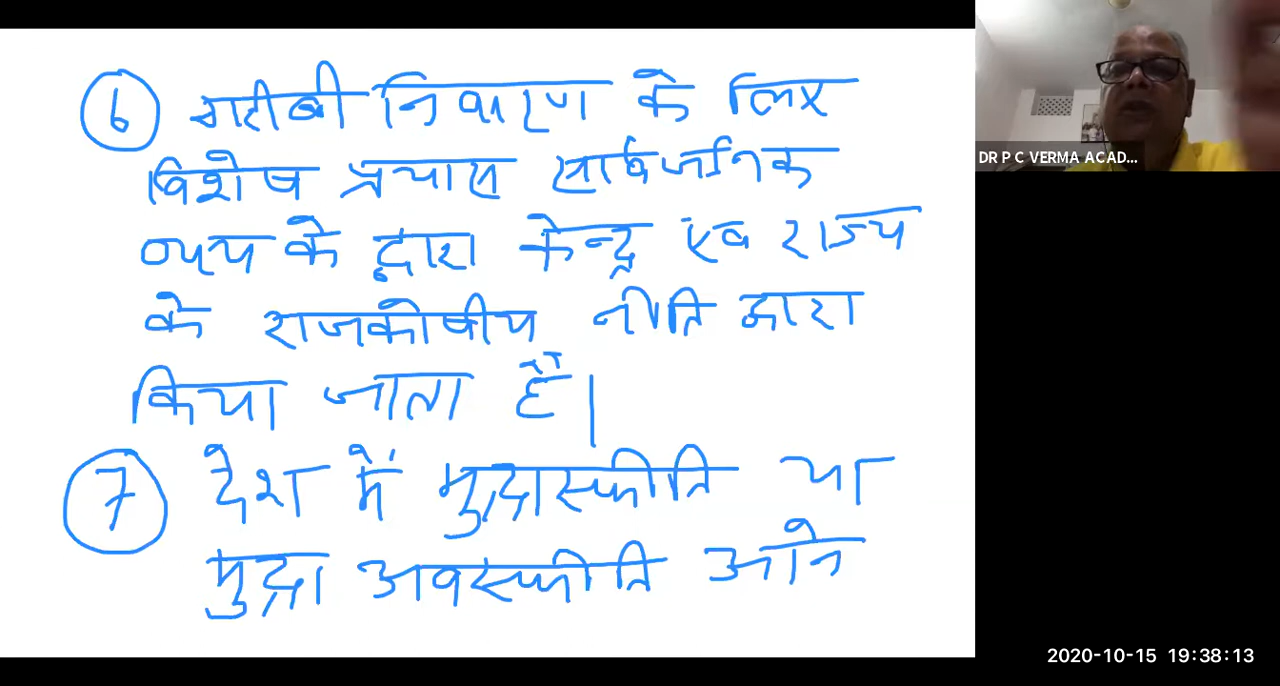 6 गरीबी निवारण के लिए
विशेष प्रयास सार्वजनिक
व्यय के द्वारा केन्द्र एवं राज्य
के राजकोषीय नीति द्वारा
किया जाता है।
7 देश में मुद्रास्फीति या
मुद्रा अवस्फीति आने
DR P C VERMA ACAD...
2020-10-15 19:38:13